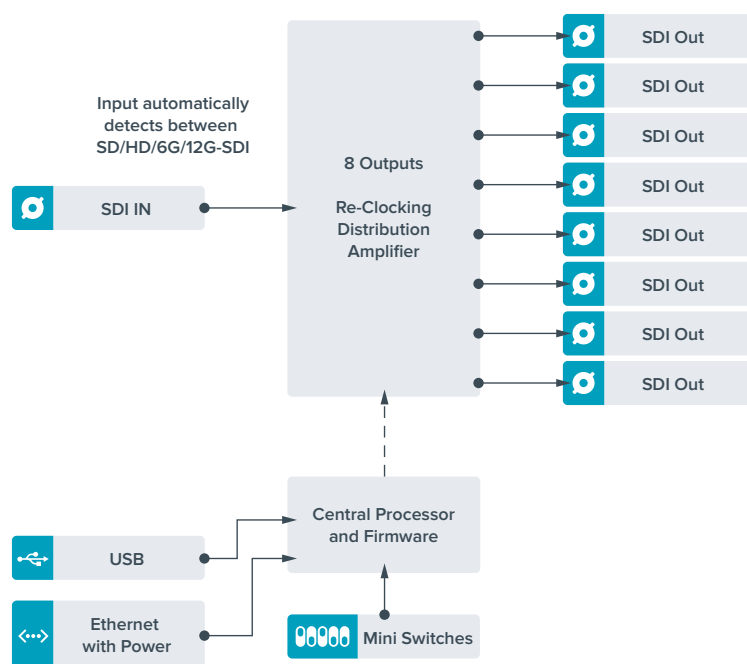 Input automatically
detects between
SD/HD/6G/12G-SDI
SDI IN
8 Outputs
Re-Clocking
Distribution
Amplifier
SDI Out
SDI Out
SDI Out
SDI Out
SDI Out
SDI Out
SDI Out
SDI Out
Central Processor
and Firmware
USB
Ethernet
with Power
Mini Switches